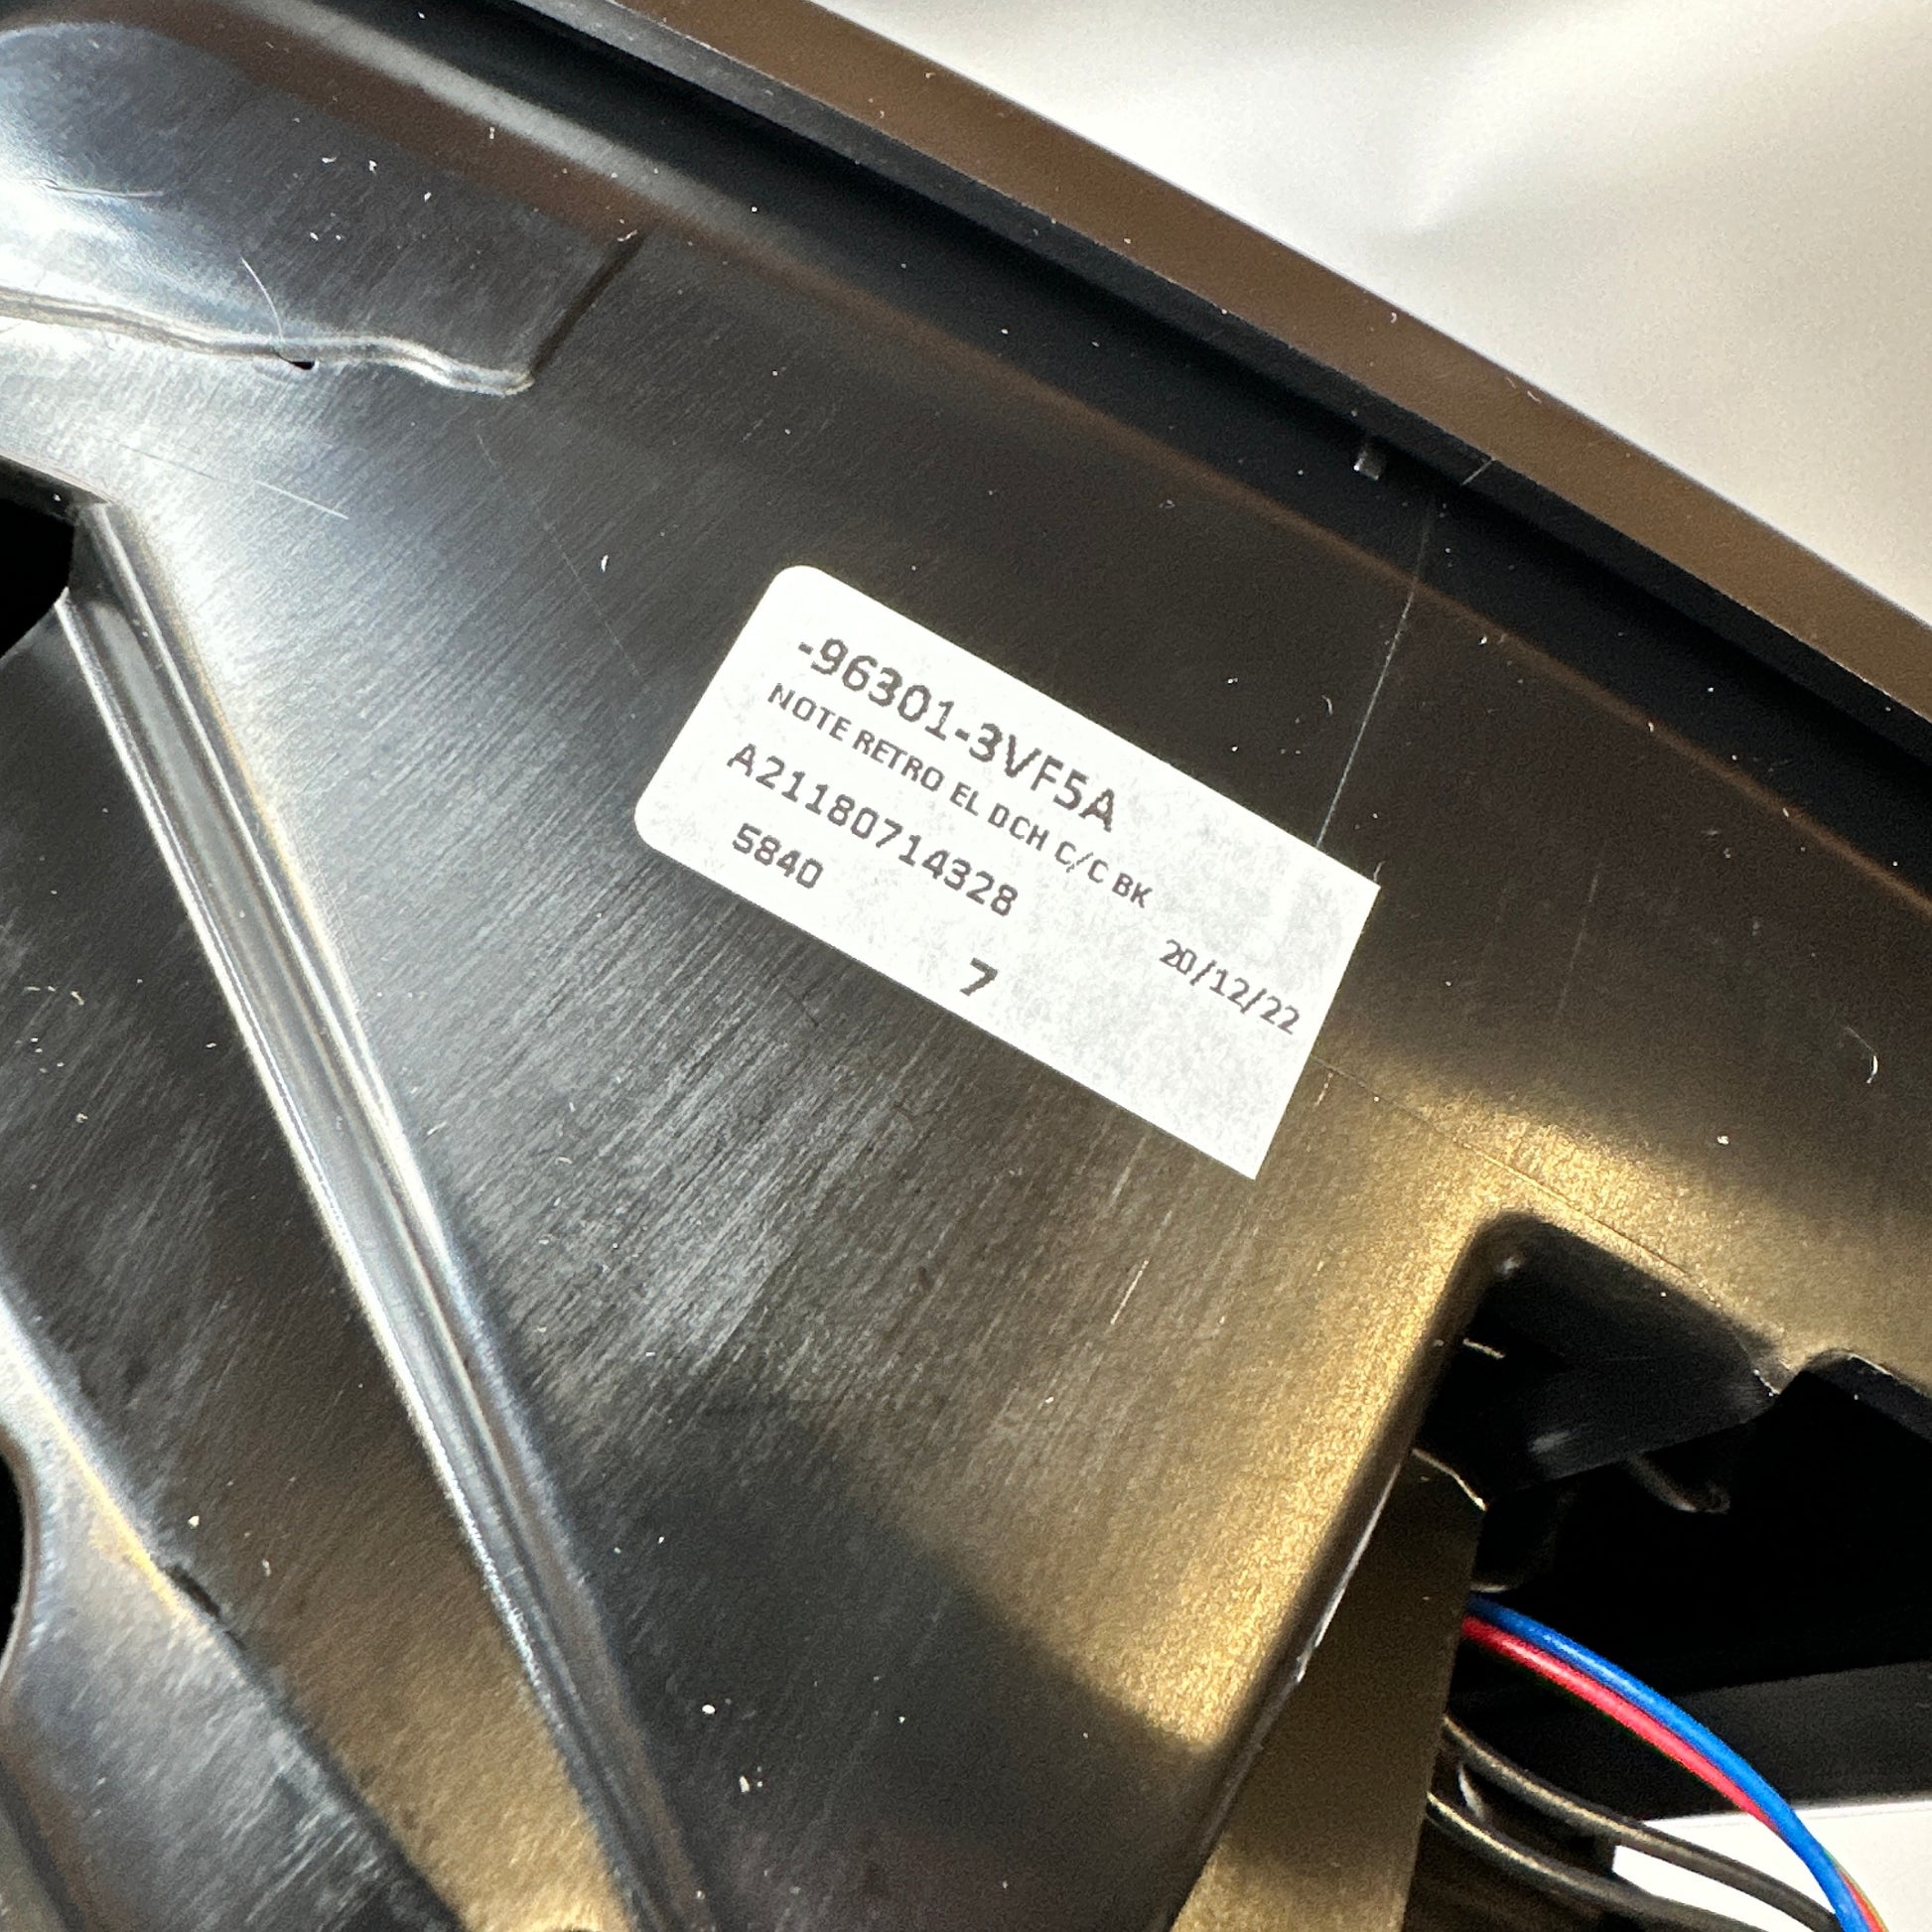 -96301-3VF5A
NOTE RETRO EL DCH C/C BK
A21180714328
5840
20/12/22
7